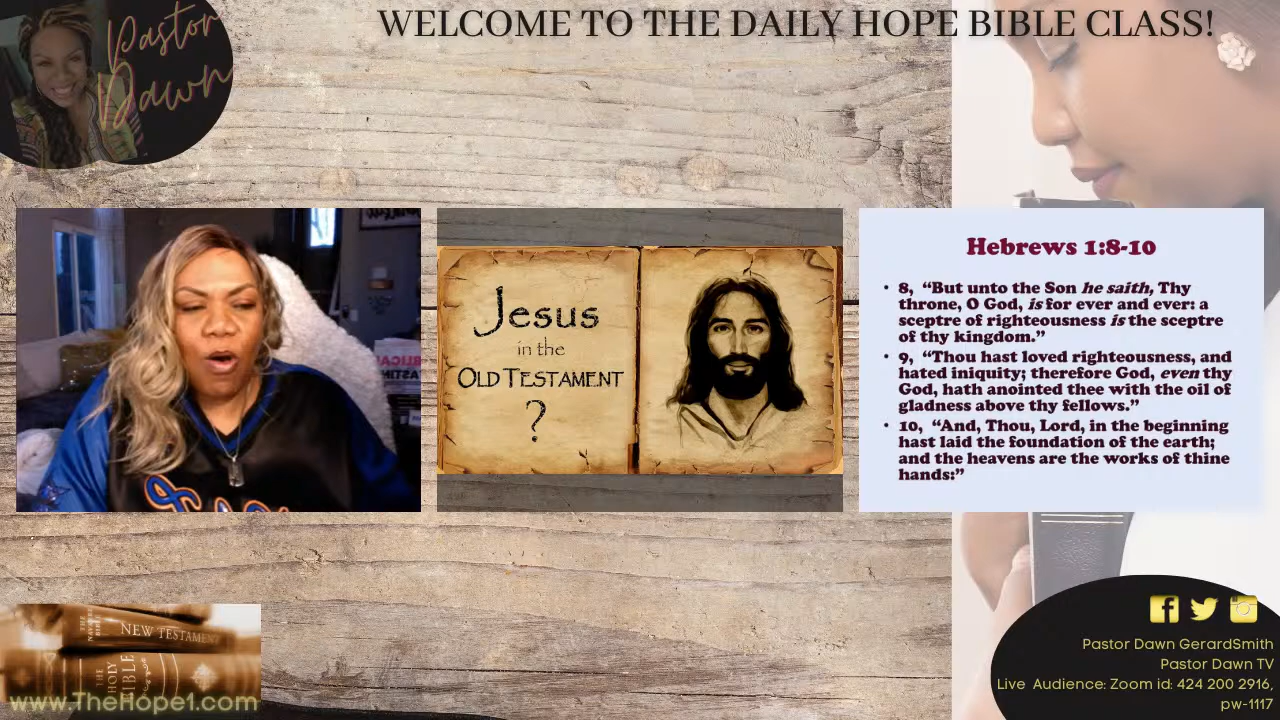 WELCOME TO THE DAILY HOPE BIBLE CLASS!
Pastor
Dawn
Jesus
in the
OLD TESTAMENT
?
Hebrews 1:8-10
• 8, “But unto the Son he saith, Thy
throne, O God, is for ever and ever: a
sceptre of righteousness is the sceptre
of thy kingdom.”
• 9, “Thou hast loved righteousness, and
hated iniquity; therefore God, even thy
God, hath anointed thee with the oil of
gladness above thy fellows.”
• 10, “And, Thou, Lord, in the beginning
hast laid the foundation of the earth;
and the heavens are the works of thine
hands:”
NEW TESTAMENT
THE
HOLY
BIBLE
www.TheHope1.com
Pastor Dawn GerardSmith
Pastor Dawn TV
Live Audience: Zoom id: 424 200 2916,
pw-1117